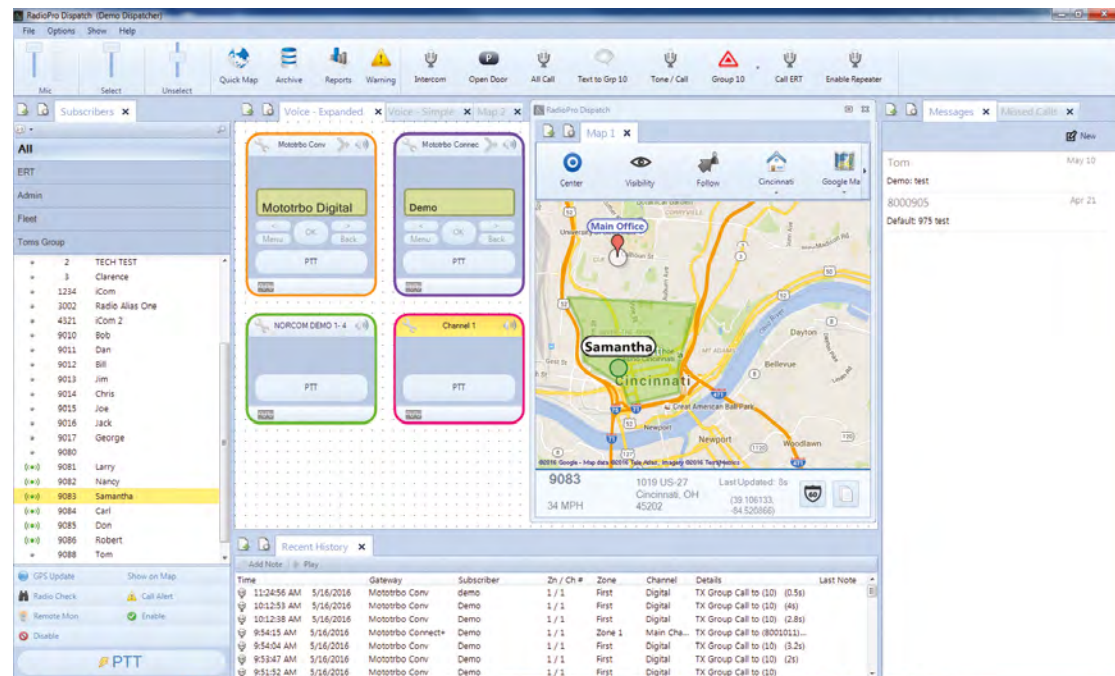 RadioPro Dispatch (Demo Dispatcher)
File Options Show Help
Mic Select Unselect
Quick Map Archive Reports Warning Intercom Open Door All Call Text to Grp 10 Tone / Call Group 10 Call ERT Enable Repeater
Subscribers
All
ERT
Admin
Fleet
Toms Group
2 TECH TEST
3 Clarence
1234 iCom
3002 Radio Alias One
4321 iCom 2
9010 Bob
9011 Dan
9012 Bill
9013 Jim
9014 Chris
9015 Joe
9016 Jack
9017 George
9080
9081 Larry
9082 Nancy
9083 Samantha
9084 Carl
9085 Don
9086 Robert
9088 Tom
GPS Update Show on Map
Radio Check Call Alert
Remote Mon Enable
Disable
PTT
Voice - Expanded Voice - Simple Map 2
Mototrbo Conv
Mototrbo Digital
Menu OK Back
PTT
Mototrbo Connec
Demo
Menu OK Back
PTT
NORCOM DEMO 1- 4
PTT
Channel 1
PTT
RadioPro Dispatch
Map 1
Center Visibility Follow Cincinnati Google Ma
Main Office
Samantha
Cincinnati
MT ADAMS
Dayton
Bellevue
Great American Ball Park
Newport
Newport
Woodlawn
9083
34 MPH
1019 US-27
Cincinnati, OH
45202
Last Updated: 8s
(39.106133,
-84.520866)
60
Messages Missed Calls
New
Tom May 10
Demo: test
8000905 Apr 21
Default: 975 test
Recent History
Add Note Play
Time Gateway Subscriber Zn / Ch # Zone Channel Details Last Note
11:24:56 AM 5/16/2016 Mototrbo Conv demo 1 / 1 First Digital TX Group Call to (10) (0.5s)
10:12:53 AM 5/16/2016 Mototrbo Conv Demo 1 / 1 First Digital TX Group Call to (10) (4s)
10:12:38 AM 5/16/2016 Mototrbo Conv Demo 1 / 1 First Digital TX Group Call to (10) (2.8s)
9:54:15 AM 5/16/2016 Mototrbo Connect+ Demo 1 / 1 Zone 1 Main Cha... TX Group Call to (8001011)...
9:54:04 AM 5/16/2016 Mototrbo Conv Demo 1 / 1 First Digital TX Group Call to (10) (3.2s)
9:53:47 AM 5/16/2016 Mototrbo Conv Demo 1 / 1 First Digital TX Group Call to (10) (2s)
9:51:52 AM 5/16/2016 Mototrbo Conv Demo 1 / 1 First Digital TX Group Call to (10)